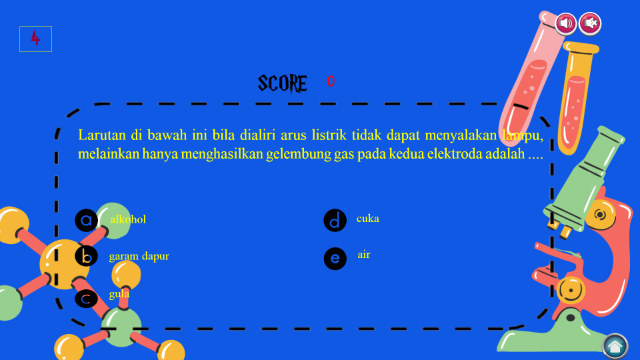 4
SCORE 0
Larutan di bawah ini bila dialiri arus listrik tidak dapat menyalakan lampu,
melainkan hanya menghasilkan gelembung gas pada kedua elektroda adalah ....
a alkohol
b garam dapur
c gula
d cuka
e air